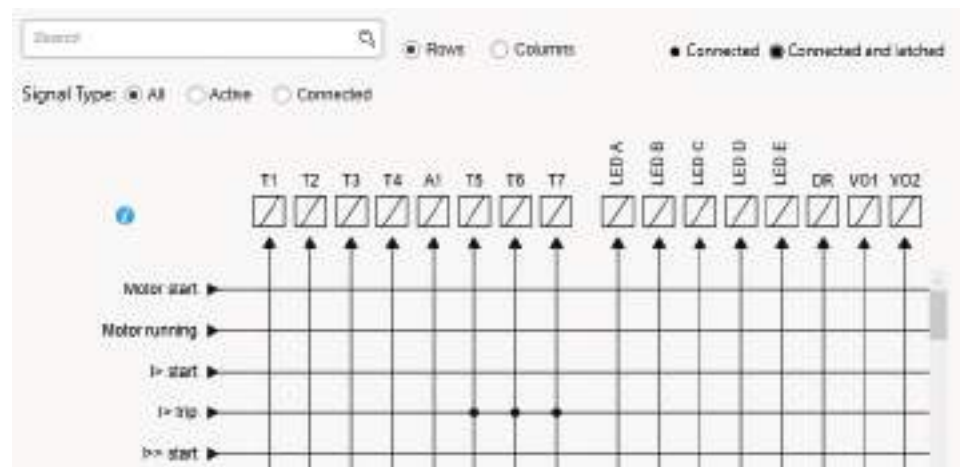 Search
Rows Columns Connected Connected and latched
Signal Type: All Active Connected
T1 T2 T3 T4 A1 T5 T6 T7 LED A LED B LED C LED D LED E DR VO1 VO2
Motor start
Motor running
I> start
I> trip
I>> start